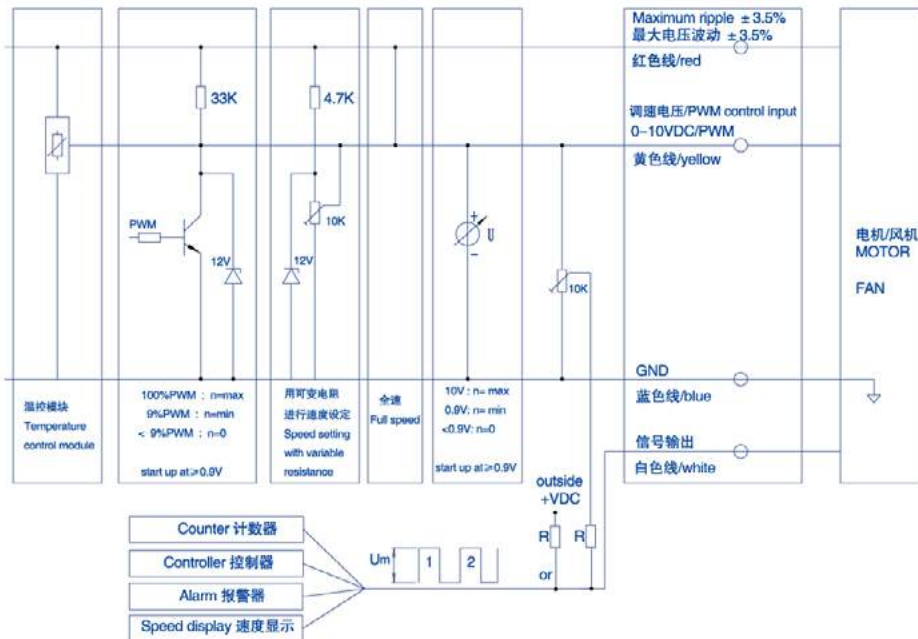 Maximum ripple ±3.5%
最大电压波动 ±3.5%
红色线/red
33K
4.7K
调速电压/PWM control input
0-10VDC/PWM
黄色线/yellow
PWM
12V
12V
10K
+
U
-
10K
电机/风机
MOTOR
FAN
GND
蓝色线/blue
温控模块
Temperature
control module
100%PWM : n=max
9%PWM : n=min
< 9%PWM : n=0
start up at≥0.9V
用可变电阻
进行速度设定
Speed setting
with variable
resistance
全速
Full speed
10V: n= max
0.9V: n= min
<0.9V: n=0
start up at≥0.9V
信号输出
白色线/white
outside
+VDC
R
R
or
Counter 计数器
Controller 控制器
Alarm 报警器
Speed display 速度显示
Um
1
2